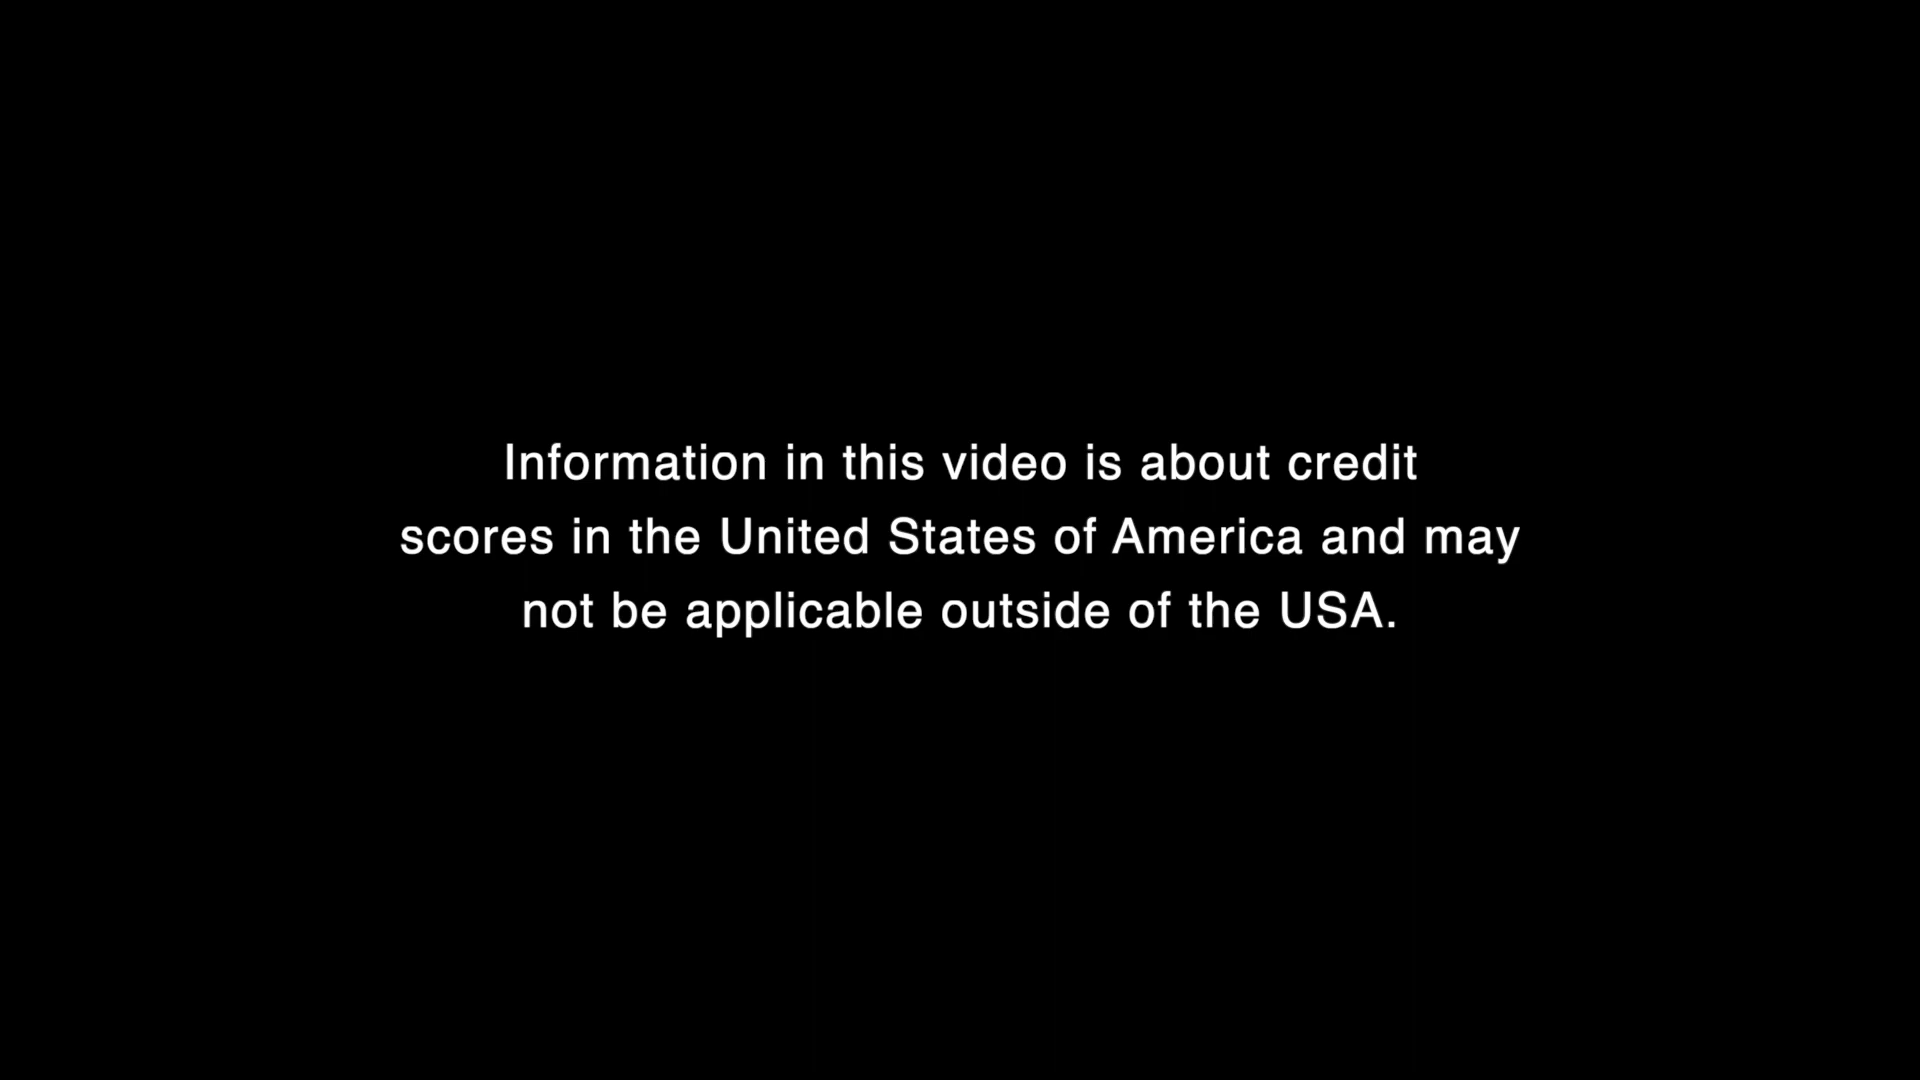 Information in this video is about credit
scores in the United States of America and may
not be applicable outside of the USA.